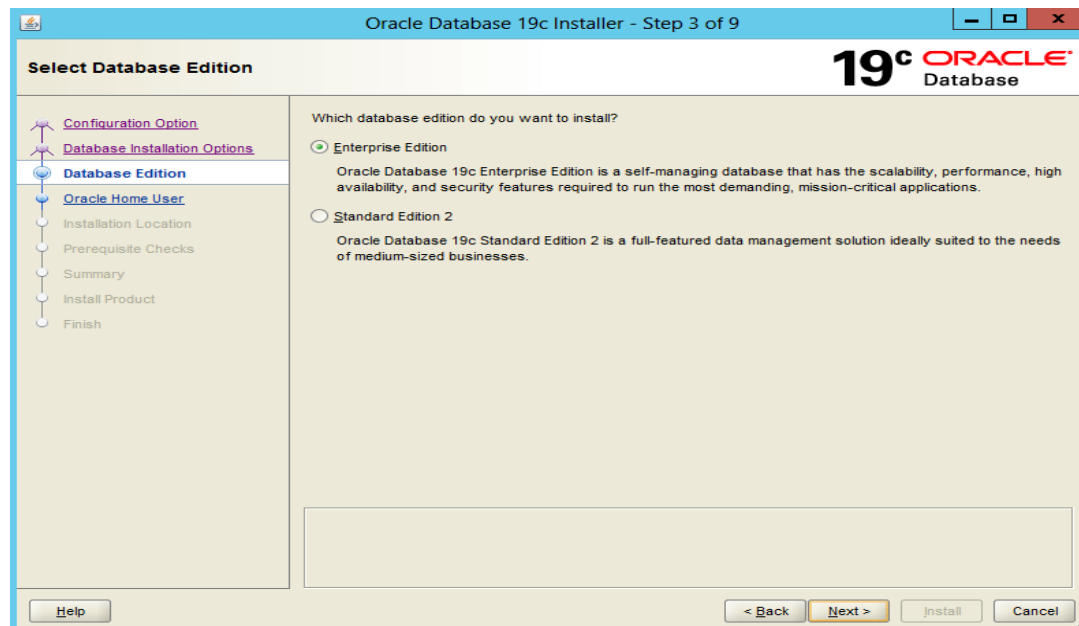 Oracle Database 19c Installer - Step 3 of 9
Select Database Edition
19c ORACLE
Database
Configuration Option
Database Installation Options
Database Edition
Oracle Home User
Installation Location
Prerequisite Checks
Summary
Install Product
Finish
Which database edition do you want to install?
Enterprise Edition
Oracle Database 19c Enterprise Edition is a self-managing database that has the scalability, performance, high
availability, and security features required to run the most demanding, mission-critical applications.
Standard Edition 2
Oracle Database 19c Standard Edition 2 is a full-featured data management solution ideally suited to the needs
of medium-sized businesses.
Help
< Back
Next >
Install
Cancel